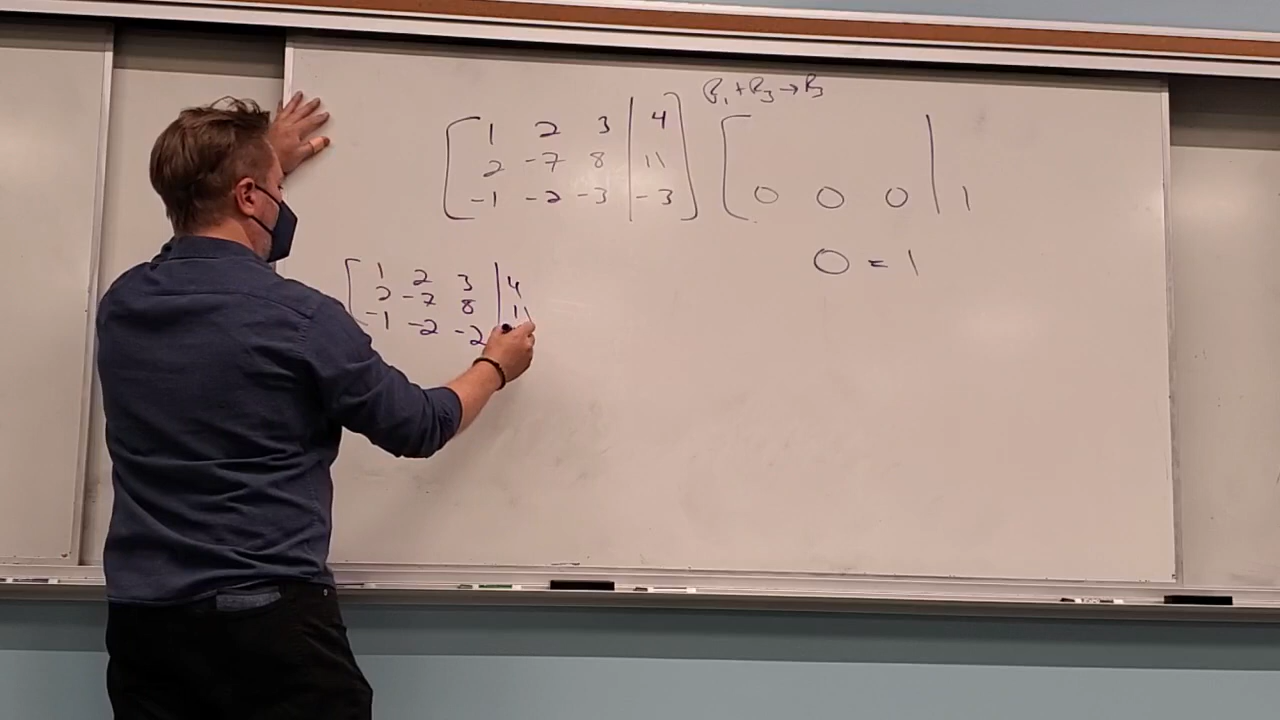 R₁ + R₃ → R₃
1 2 3 | 4
2 -7 8 | 11
-1 -2 -3 | -3
0 0 0 | 1
0 = 1
1 2 3 | 4
2 -7 8 | 11
-1 -2 -2 |